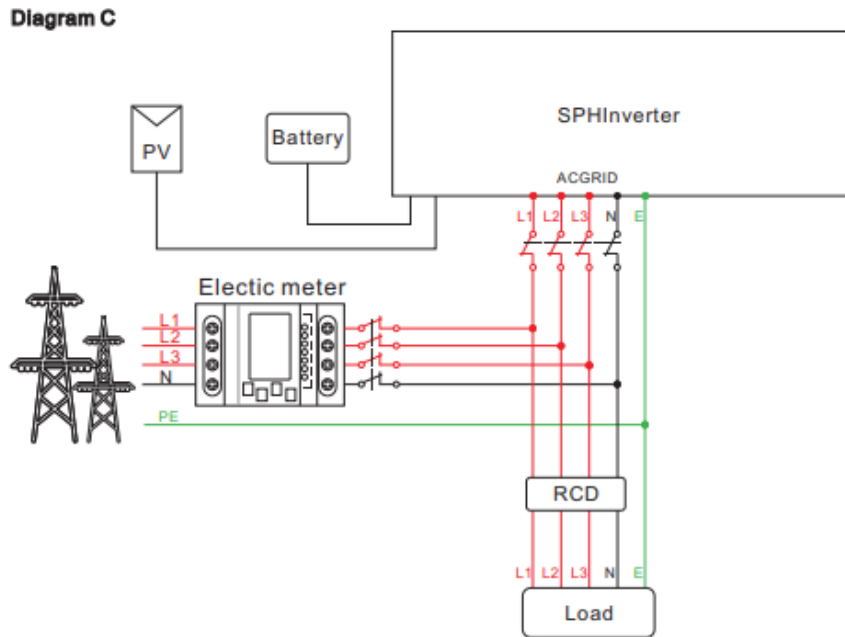 Diagram C
SPHInverter
PV
Battery
ACGRID
L1 L2 L3 N E
Electic meter
L1
L2
L3
N
PE
RCD
L1 L2 L3 N E
Load